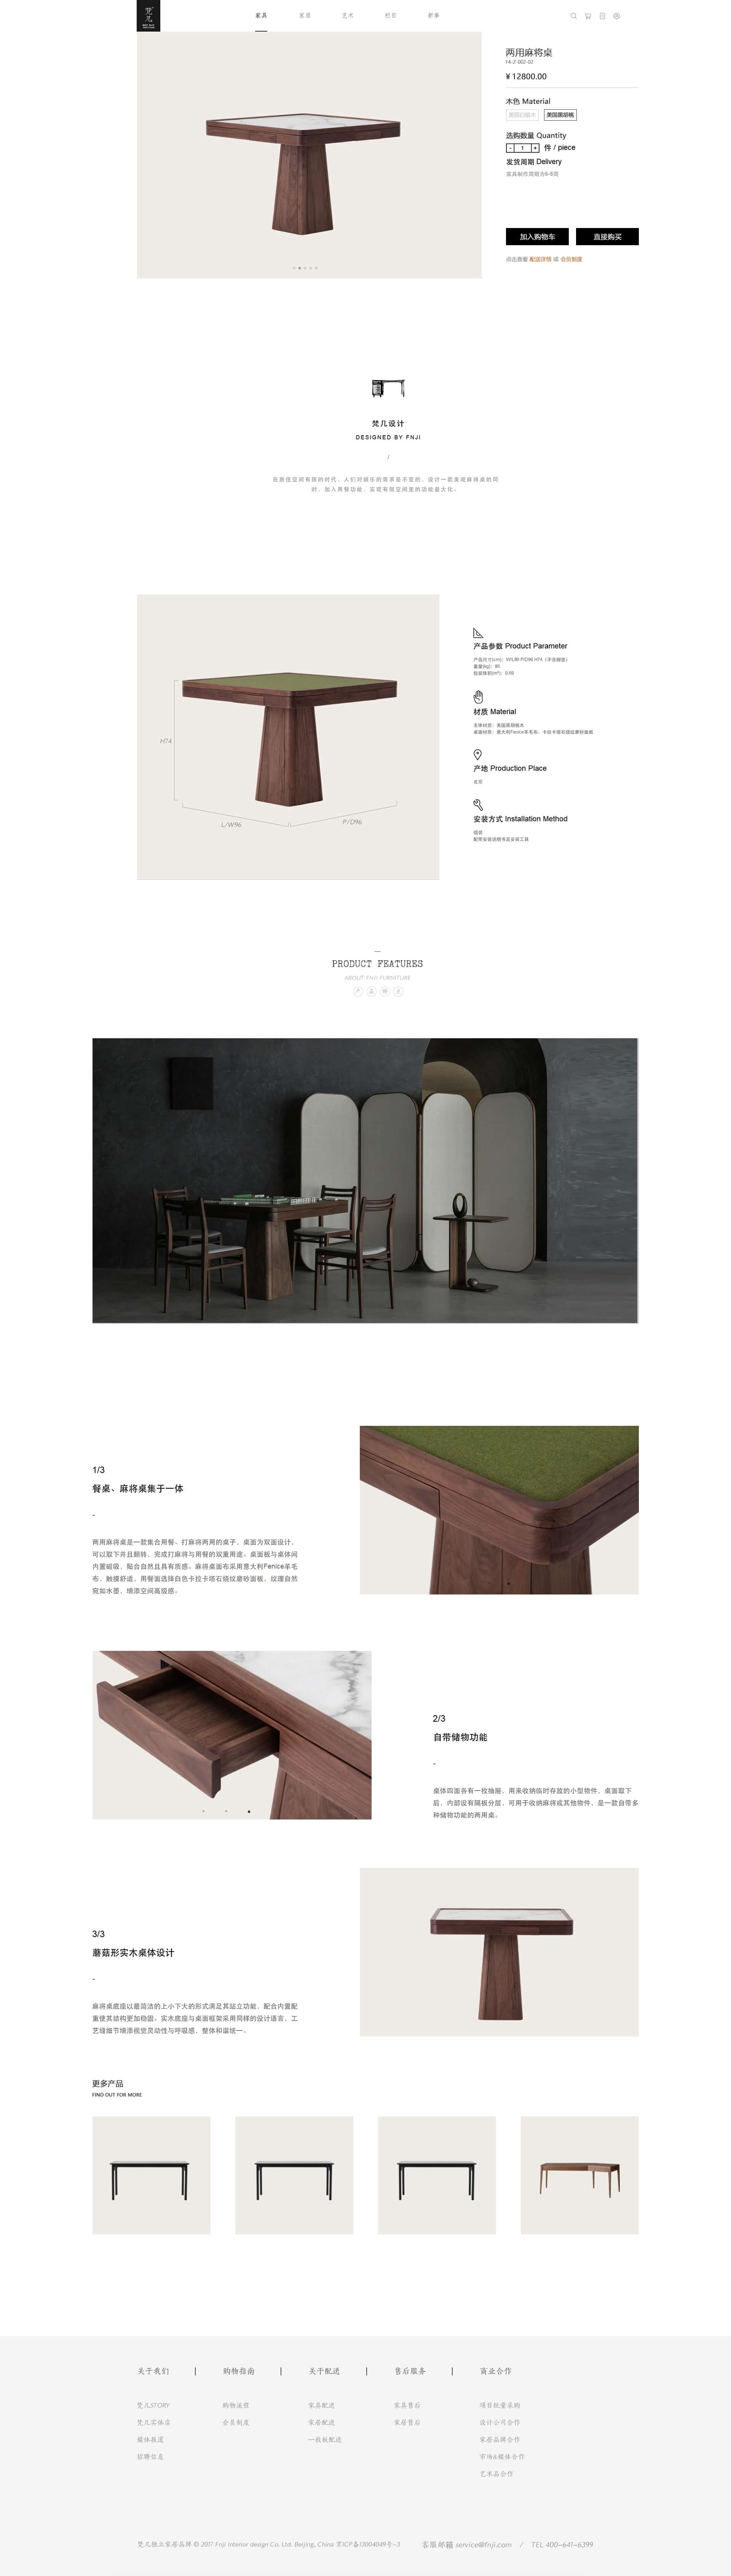 梵几
家具
家居
艺术
栏目
新事
两用麻将桌
F4-Z-002-02
¥ 12800.00
木色 Material
美国白蜡木
美国黑胡桃
选购数量 Quantity
- 1 + 件 / piece
发货周期 Delivery
家具制作周期为6-8周
加入购物车
直接购买
点击查看 配送详情 或 会员制度
梵几设计
DESIGNED BY FNJI
/
在居住空间有限的时代，人们对娱乐的需求是不变的，设计一款美观麻将桌的同
时，加入用餐功能，实现有限空间里的功能最大化。
H74
L/W96
P/D96
产品参数 Product Parameter
重量(kg)：80
包装体积(m³)：0.69
材质 Material
主体材质：美国黑胡桃木
桌面材质：意大利Fenice羊毛布、卡拉卡塔石烧纹磨砂面板
产地 Production Place
北京
安装方式 Installation Method
组装
配带安装说明书及安装工具
PRODUCT FEATURES
ABOUT FNJI FURNITURE
产 品 特 点
1/3
餐桌、麻将桌集于一体
-
两用麻将桌是一款集合用餐、打麻将两用的桌子，桌面为双面设计，
可以取下并且翻转，完成打麻将与用餐的双重用途。桌面板与桌体间
内置磁吸，贴合自然且具有质感。麻将桌面布采用意大利Fenice羊毛
布，触摸舒适，用餐面选择白色卡拉卡塔石烧纹磨砂面板，纹理自然
宛如水墨，增添空间高级感。
2/3
自带储物功能
-
桌体四面各有一枚抽屉，用来收纳临时存放的小型物件，桌面取下
后，内部设有隔板分层，可用于收纳麻将或其他物件，是一款自带多
种储物功能的两用桌。
3/3
蘑菇形实木桌体设计
-
麻将桌底座以最简洁的上小下大的形式满足其站立功能，配合内置配
重使其结构更加稳固。实木底座与桌面框架采用同样的设计语言，工
艺缝细节增添视觉灵动性与呼吸感，整体和谐统一。
更多产品
FIND OUT FOR MORE
关于我们
购物指南
关于配送
售后服务
商业合作
梵几STORY
购物流程
家具配送
家具售后
项目批量采购
梵几实体店
会员制度
家居配送
家居售后
设计公司合作
媒体报道
一枚板配送
家居品牌合作
招聘信息
市场&媒体合作
艺术品合作
梵几独立家居品牌 © 2017 Fnji Interior design Co. Ltd. Beijing, China 京ICP备13004049号-3 客服邮箱 service@fnji.com / TEL 400-641-6399